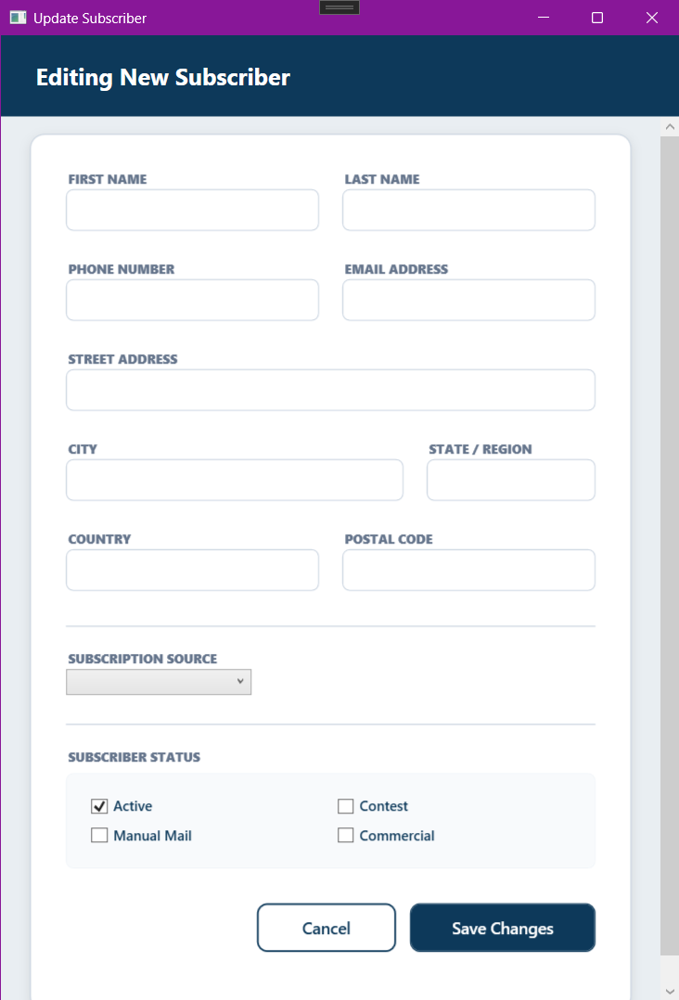 Update Subscriber
Editing New Subscriber
FIRST NAME LAST NAME
PHONE NUMBER EMAIL ADDRESS
STREET ADDRESS
CITY STATE / REGION
COUNTRY POSTAL CODE
SUBSCRIPTION SOURCE
SUBSCRIBER STATUS
Active Contest
Manual Mail Commercial
Cancel Save Changes